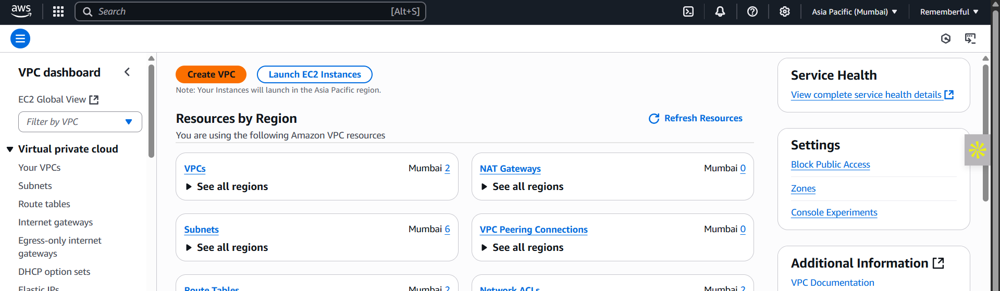 aws
Search [Alt+S]
Asia Pacific (Mumbai)
Rememberful
VPC dashboard
EC2 Global View
Filter by VPC
Virtual private cloud
Your VPCs
Subnets
Route tables
Internet gateways
Egress-only internet
gateways
DHCP option sets
Elastic IPs
Create VPC
Launch EC2 Instances
Note: Your Instances will launch in the Asia Pacific region.
Resources by Region
Refresh Resources
You are using the following Amazon VPC resources
VPCs Mumbai 2
See all regions
NAT Gateways Mumbai 0
See all regions
Subnets Mumbai 6
See all regions
VPC Peering Connections Mumbai 0
See all regions
Route Tables Mumbai 2
Network ACLs Mumbai 2
Service Health
View complete service health details
Settings
Block Public Access
Zones
Console Experiments
Additional Information
VPC Documentation